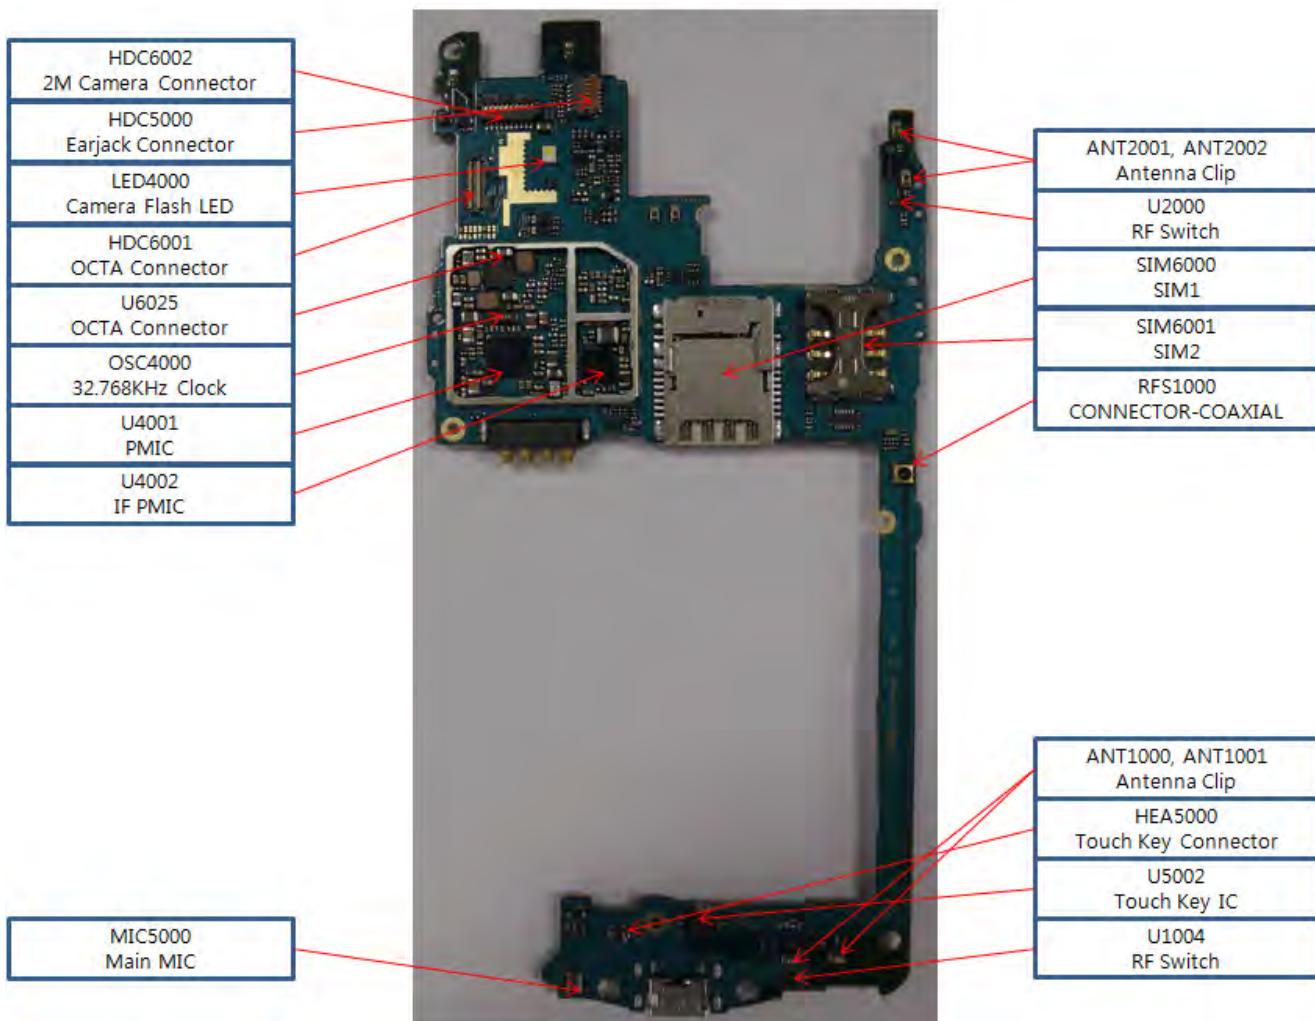 HDC6002
2M Camera Connector
HDC5000
Earjack Connector
LED4000
Camera Flash LED
HDC6001
OCTA Connector
U6025
OCTA Connector
OSC4000
32.768KHz Clock
U4001
PMIC
U4002
IF PMIC
MIC5000
Main MIC
ANT2001, ANT2002
Antenna Clip
U2000
RF Switch
SIM6000
SIM1
SIM6001
SIM2
RFS1000
CONNECTOR-COAXIAL
ANT1000, ANT1001
Antenna Clip
HEA5000
Touch Key Connector
U5002
Touch Key IC
U1004
RF Switch